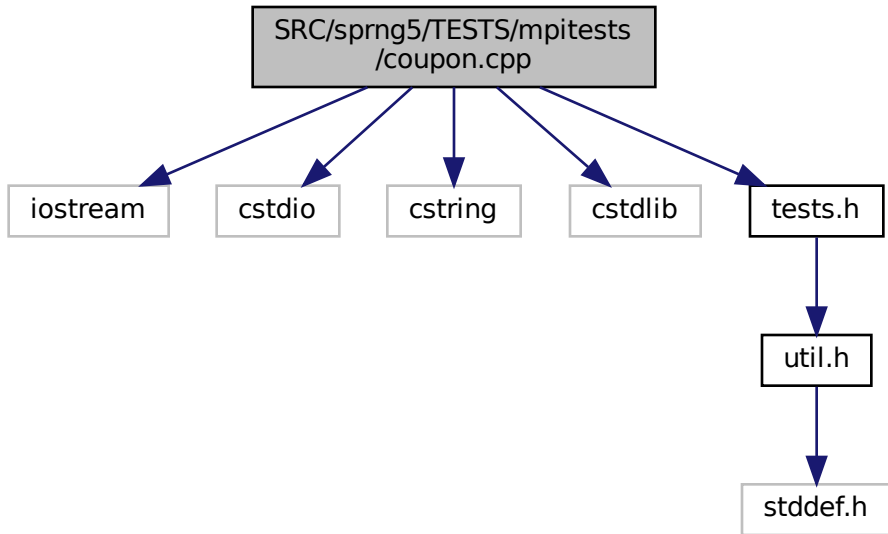 SRC/sprng5/TESTS/mpitests
/coupon.cpp
iostream
cstdio
cstring
cstdlib
tests.h
util.h
stddef.h